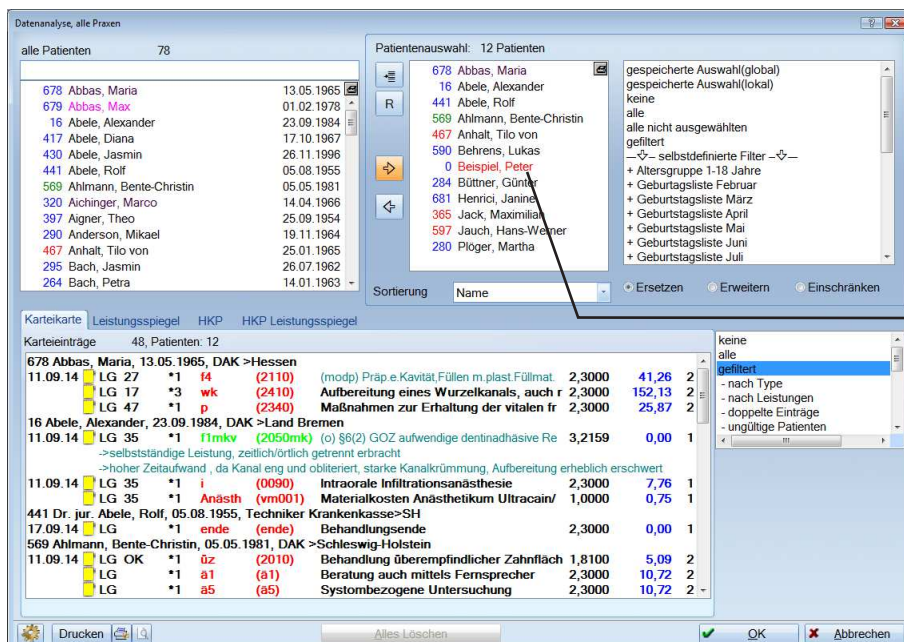 Datenanalyse, alle Praxen
alle Patienten 78
678 Abbas, Maria 13.05.1965
679 Abbas, Max 01.02.1978
16 Abele, Alexander 23.09.1984
417 Abele, Diana 17.10.1967
430 Abele, Jasmin 26.11.1996
441 Abele, Rolf 05.08.1955
569 Ahlmann, Bente-Christin 05.05.1981
320 Aichinger, Marco 14.04.1966
397 Aigner, Theo 25.09.1954
290 Anderson, Mikael 19.11.1964
467 Anhalt, Tilo von 25.01.1965
295 Bach, Jasmin 26.07.1962
264 Bach, Petra 14.01.1963
Patientenauswahl: 12 Patienten
R
678 Abbas, Maria
16 Abele, Alexander
441 Abele, Rolf
569 Ahlmann, Bente-Christin
467 Anhalt, Tilo von
590 Behrens, Lukas
0 Beispiel, Peter
284 Büttner, Günter
681 Henrici, Janine
365 Jack, Maximilian
597 Jauch, Hans-Werner
280 Plöger, Martha
gespeicherte Auswahl(global)
gespeicherte Auswahl(lokal)
keine
alle
alle nicht ausgewählten
gefiltert
selbstdefinierte Filter
+ Altersgruppe 1-18 Jahre
+ Geburtagsliste Februar
+ Geburtstagsliste März
+ Geburtstagsliste April
+ Geburtstagsliste Mai
+ Geburtstagsliste Juni
+ Geburtstagsliste Juli
Sortierung Name
Ersetzen Erweitern Einschränken
Karteikarte Leistungsspiegel HKP HKP Leistungsspiegel
Karteieinträge 48, Patienten: 12
678 Abbas, Maria, 13.05.1965, DAK >Hessen
11.09.14 LG 27 *1 f4 (2110) (modp) Präp.e.Kavität,Füllen m.plast.Füllmat. 2,3000 41,26 2
LG 17 *3 wk (2410) Aufbereitung eines Wurzelkanals, auch r 2,3000 152,13 2
LG 47 *1 p (2340) Maßnahmen zur Erhaltung der vitalen fr 2,3000 25,87 2
16 Abele, Alexander, 23.09.1984, DAK >Land Bremen
11.09.14 LG 35 *1 f1mkv (2050mk) (o) §6(2) GOZ aufwendige dentinadhäsive Re 3,2159 0,00 1
->selbstständige Leistung, zeitlich/örtlich getrennt erbracht
->hoher Zeitaufwand , da Kanal eng und obliteriert, starke Kanalkrümmung, Aufbereitung erheblich erschwert
11.09.14 LG 35 *1 i (0090) Intraorale Infiltrationsanästhesie 2,3000 7,76 1
LG 35 *1 Anästh (vm001) Materialkosten Anästhetikum Ultracain/ 1,0000 0,75 1
441 Dr. jur. Abele, Rolf, 05.08.1955, Techniker Krankenkasse>SH
17.09.14 LG *1 ende (ende) Behandlungsende 2,3000 0,00 1
569 Ahlmann, Bente-Christin, 05.05.1981, DAK >Schleswig-Holstein
11.09.14 LG OK *1 üz (2010) Behandlung überempfindlicher Zahnfläch 1,8100 5,09 2
LG *1 ä1 (ä1) Beratung auch mittels Fernsprecher 2,3000 10,72 2
LG *1 ä5 (ä5) Systombezogene Untersuchung 2,3000 10,72 2
keine
alle
gefiltert
- nach Type
- nach Leistungen
- doppelte Einträge
- ungültige Patienten
Drucken Alles Löschen OK Abbrechen